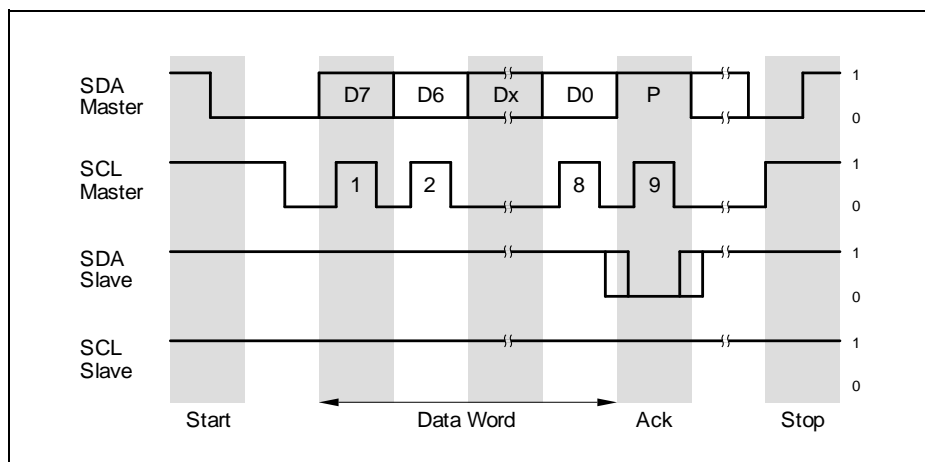 SDA
Master
D7 D6 Dx D0 P
1
0
SCL
Master
1 2 8 9
1
0
SDA
Slave
1
0
SCL
Slave
1
0
Start Data Word Ack Stop